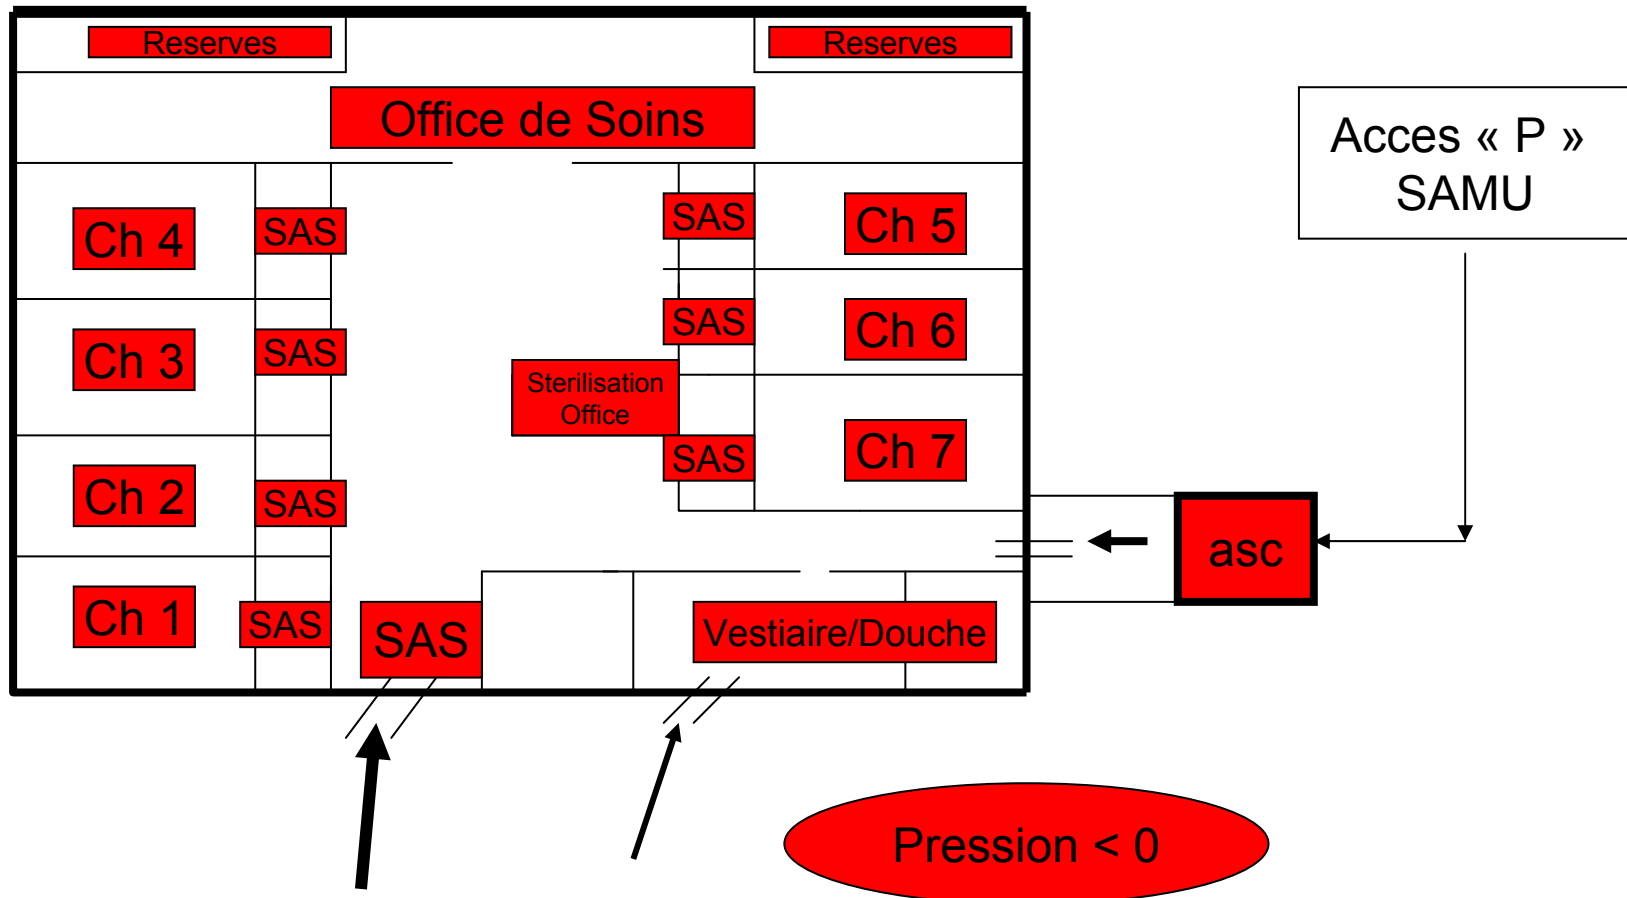 Reserves
Reserves
Office de Soins
Acces « P »
SAMU
Ch 4
SAS
SAS
Ch 5
Ch 3
SAS
SAS
Ch 6
Sterilisation
Office
Ch 2
SAS
SAS
Ch 7
asc
Ch 1
SAS
SAS
Vestiaire/Douche
Pression < 0